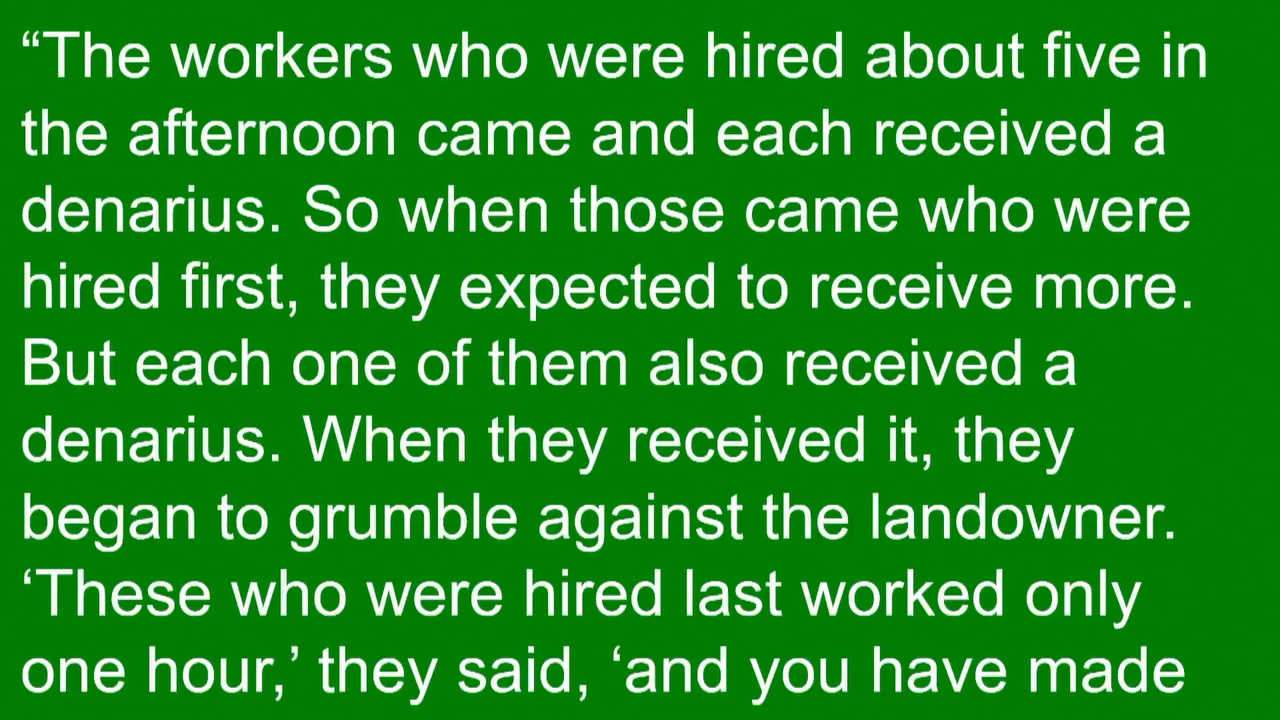 “The workers who were hired about five in
the afternoon came and each received a
denarius. So when those came who were
hired first, they expected to receive more.
But each one of them also received a
denarius. When they received it, they
began to grumble against the landowner.
‘These who were hired last worked only
one hour,’ they said, ‘and you have made